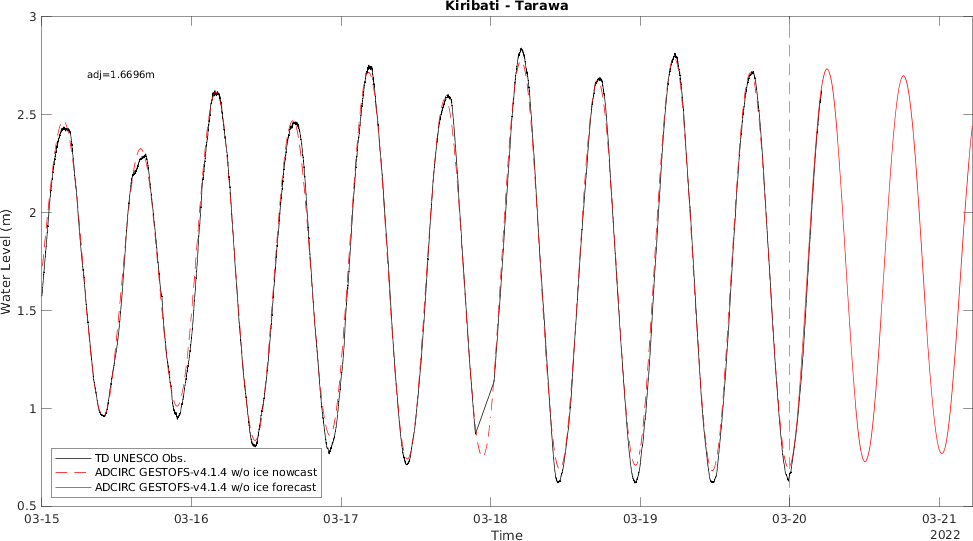 Kiribati - Tarawa
3
adj=1.6696m
2.5
2
Water Level (m)
1.5
1
TD UNESCO Obs.
ADCIRC GESTOFS-v4.1.4 w/o ice nowcast
ADCIRC GESTOFS-v4.1.4 w/o ice forecast
0.5
03-15 03-16 03-17 03-18 03-19 03-20 03-21
Time
2022